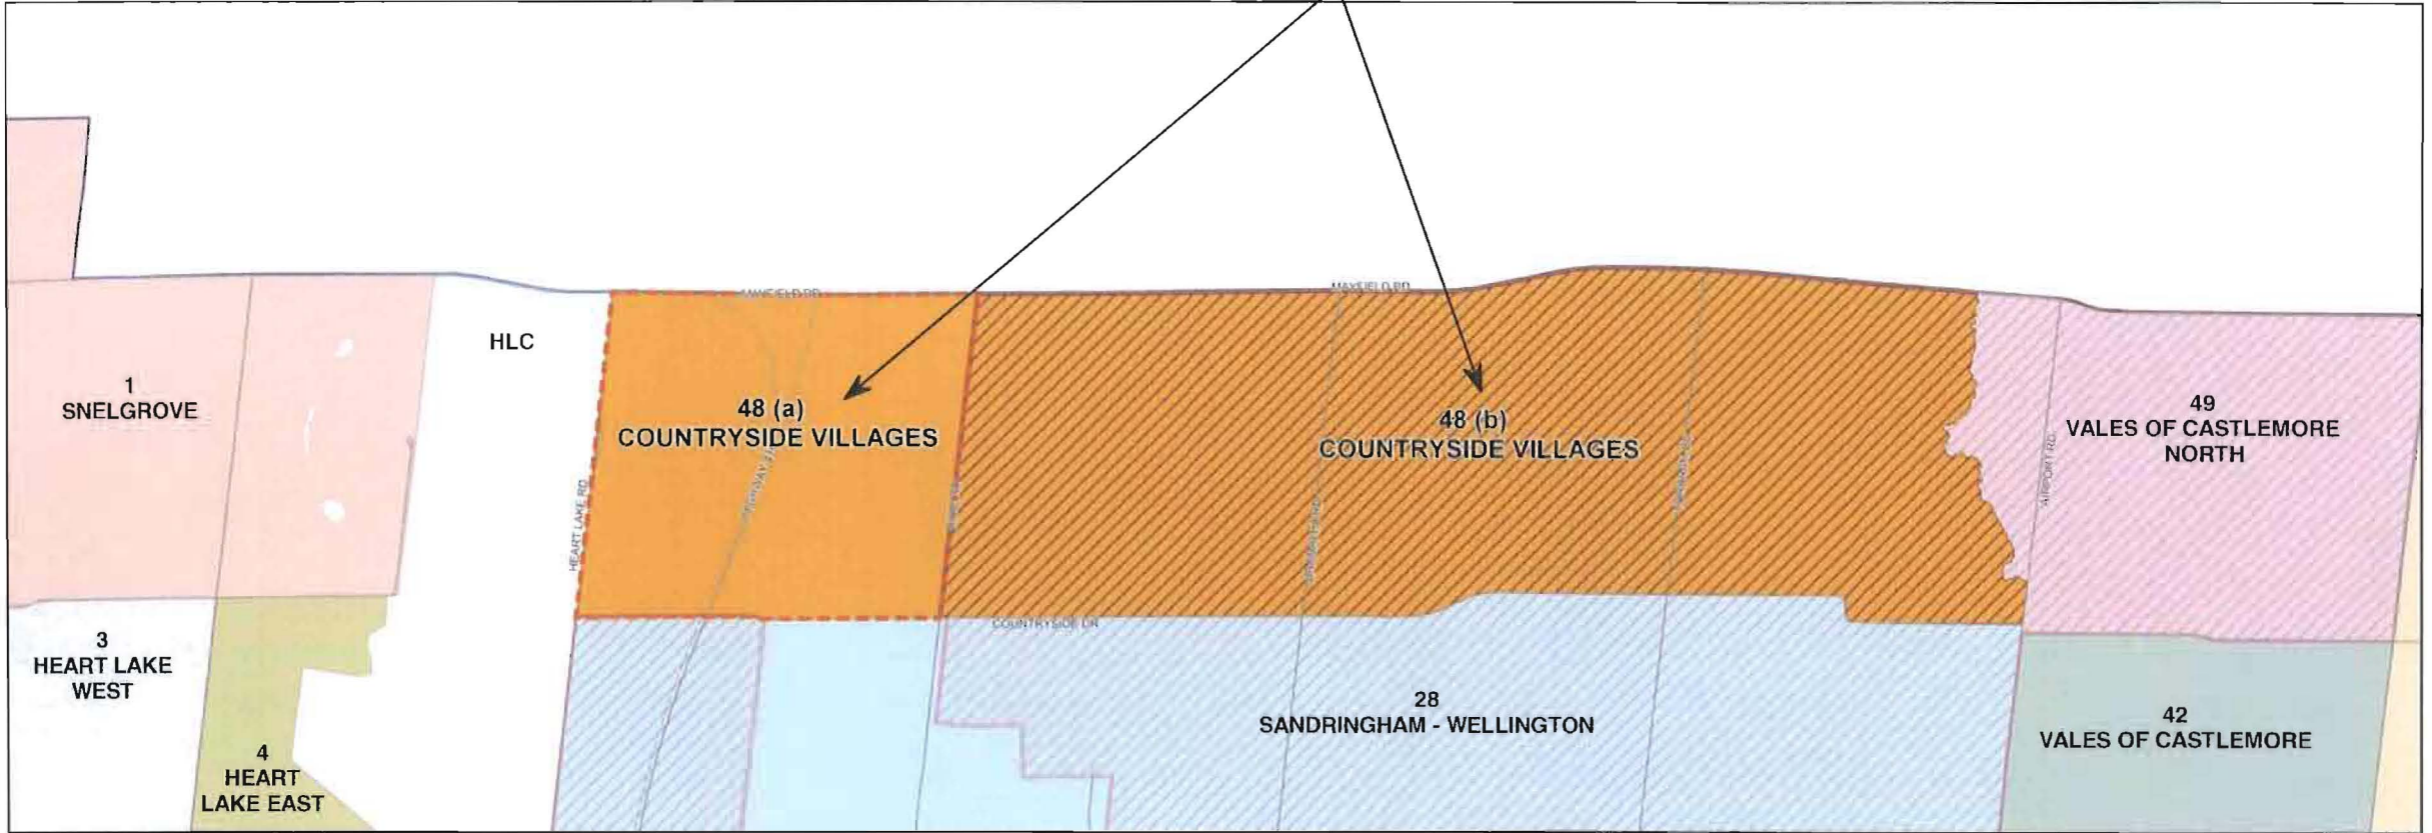 MAYFIELD RD
MAYFIELD RD
HLC
1
SNELGROVE
48 (a)
COUNTRYSIDE VILLAGES
48 (b)
COUNTRYSIDE VILLAGES
49
VALES OF CASTLEMORE
NORTH
HEART LAKE RD
AIRPORT RD
COUNTRYSIDE DR
3
HEART LAKE
WEST
4
HEART
LAKE EAST
28
SANDRINGHAM - WELLINGTON
42
VALES OF CASTLEMORE